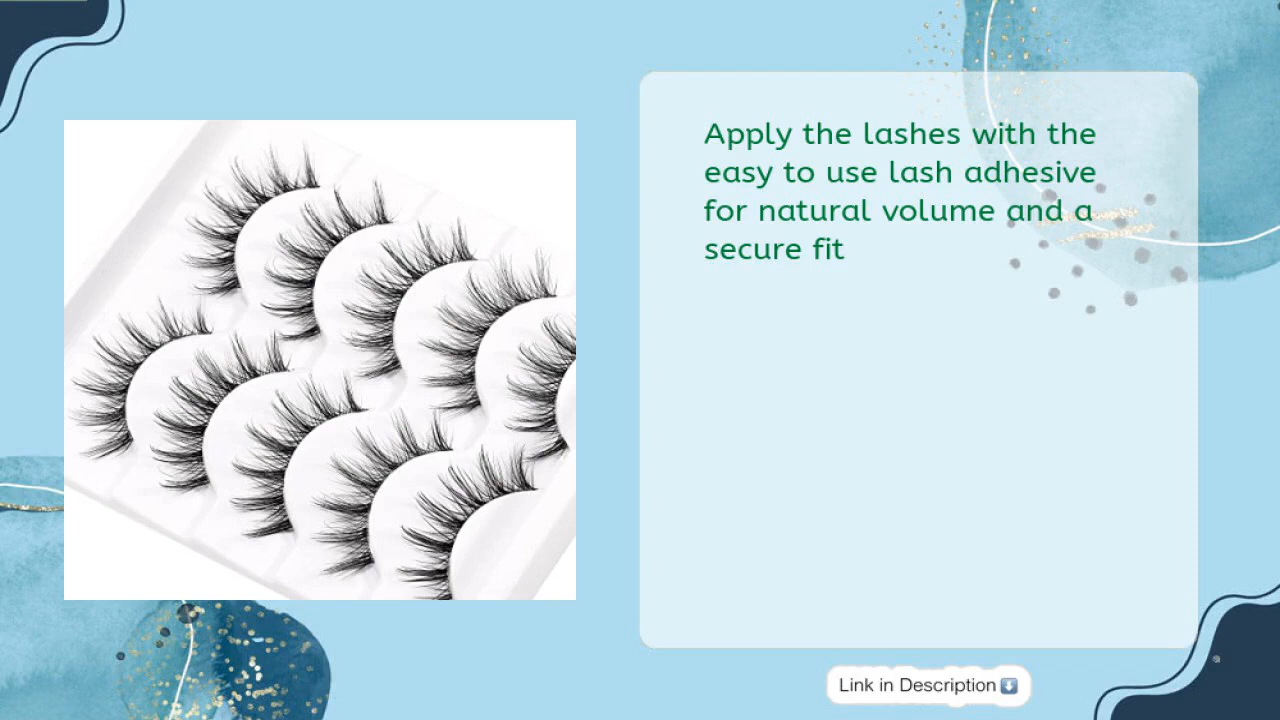 Apply the lashes with the
easy to use lash adhesive
for natural volume and a
secure fit
Link in Description ⬇️